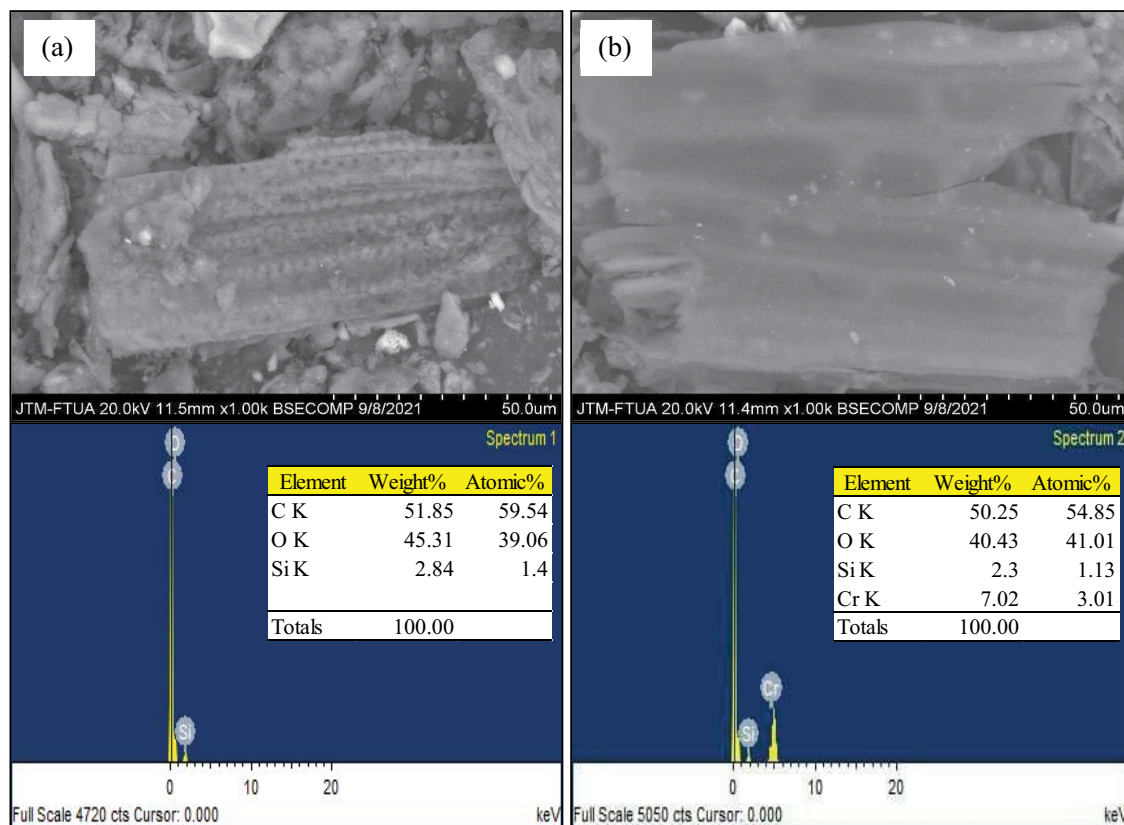 (a)
JTM-FTUA 20.0kV 11.5mm x1.00k BSECOMP 9/8/2021 50.0um
Spectrum 1
O
C
Element Weight% Atomic%
C K 51.85 59.54
O K 45.31 39.06
Si K 2.84 1.4
Totals 100.00
Si
0 10 20
Full Scale 4720 cts Cursor: 0.000 keV
(b)
JTM-FTUA 20.0kV 11.4mm x1.00k BSECOMP 9/8/2021 50.0um
Spectrum 2
O
C
Element Weight% Atomic%
C K 50.25 54.85
O K 40.43 41.01
Si K 2.3 1.13
Cr K 7.02 3.01
Totals 100.00
Cr
Si
0 10 20
Full Scale 5050 cts Cursor: 0.000 keV